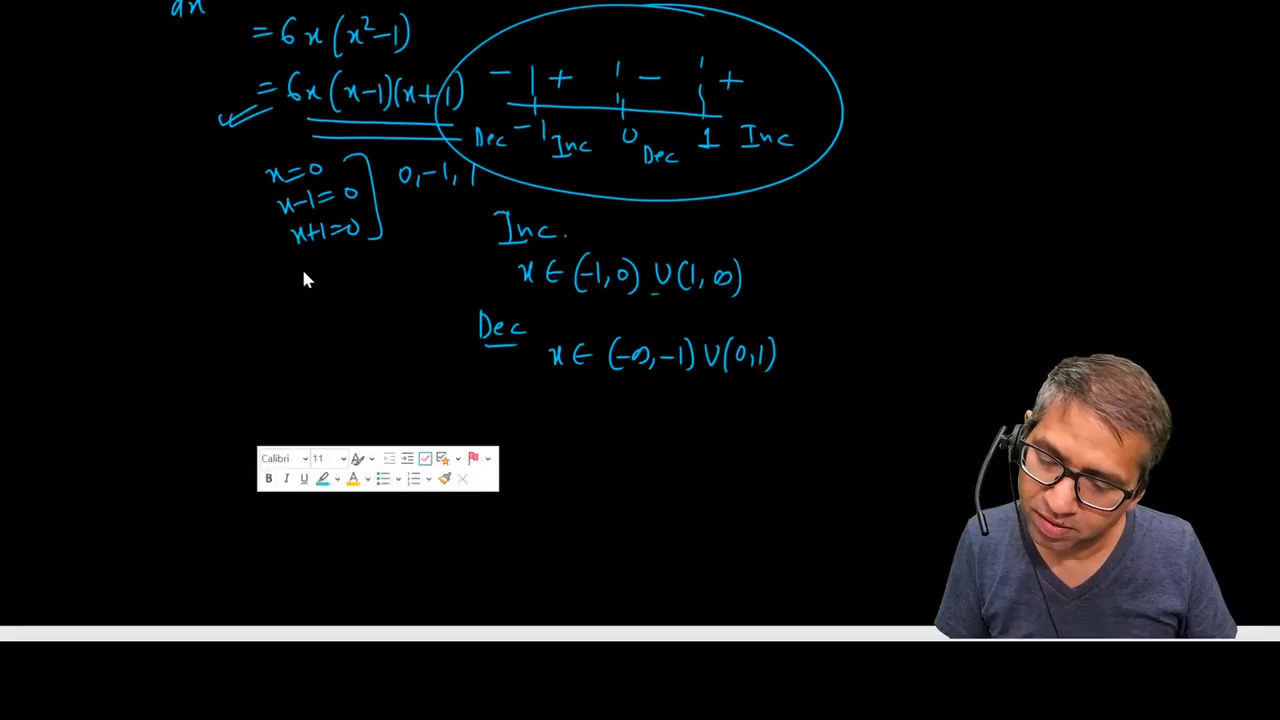 dx
= 6x(x²-1)
= 6x(x-1)(x+1)
- + - +
Dec -1 Inc 0 Dec 1 Inc
x=0
x-1=0
x+1=0
0,-1,1
Inc.
x∈(-1,0) ∪(1,∞)
Dec
x∈ (-∞,-1) ∪(0,1)
Calibri 11 A
B I U A